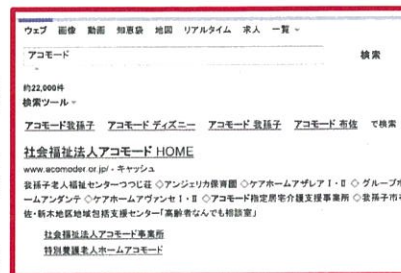 ウェブ 画像 動画 知恵袋 地図 リアルタイム 求人 一覧
アコモード 検索
約22,000件
検索ツール
アコモード我孫子 アコモード ディズニー アコモード 我孫子 アコモード 布佐 で検索
社会福祉法人アコモード HOME
www.acomoder.or.jp/ - キャッシュ
我孫子老人福祉センターつつじ荘 ◇アンジェリカ保育園 ◇ケアホームアザレアⅠ・Ⅱ ◇ グループホ
ームアンダンテ ◇ケアホームアヴァンセⅠ・Ⅱ ◇アコモード指定居宅介護支援事業所 ◇我孫子市布
佐・新木地区地域包括支援センター「高齢者なんでも相談室」
社会福祉法人アコモード事業所
特別養護老人ホームアコモード